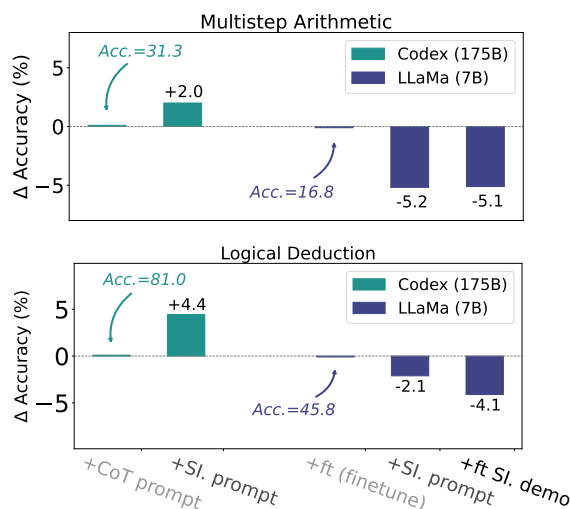 Multistep Arithmetic
Δ Accuracy (%)
5
0
−5
Acc.=31.3
+2.0
Acc.=16.8
-5.2
-5.1
Codex (175B)
LLaMa (7B)
Logical Deduction
Δ Accuracy (%)
5
0
−5
Acc.=81.0
+4.4
Acc.=45.8
-2.1
-4.1
Codex (175B)
LLaMa (7B)
+CoT prompt
+SI. prompt
+ft (finetune)
+SI. prompt
+ft SI. demo